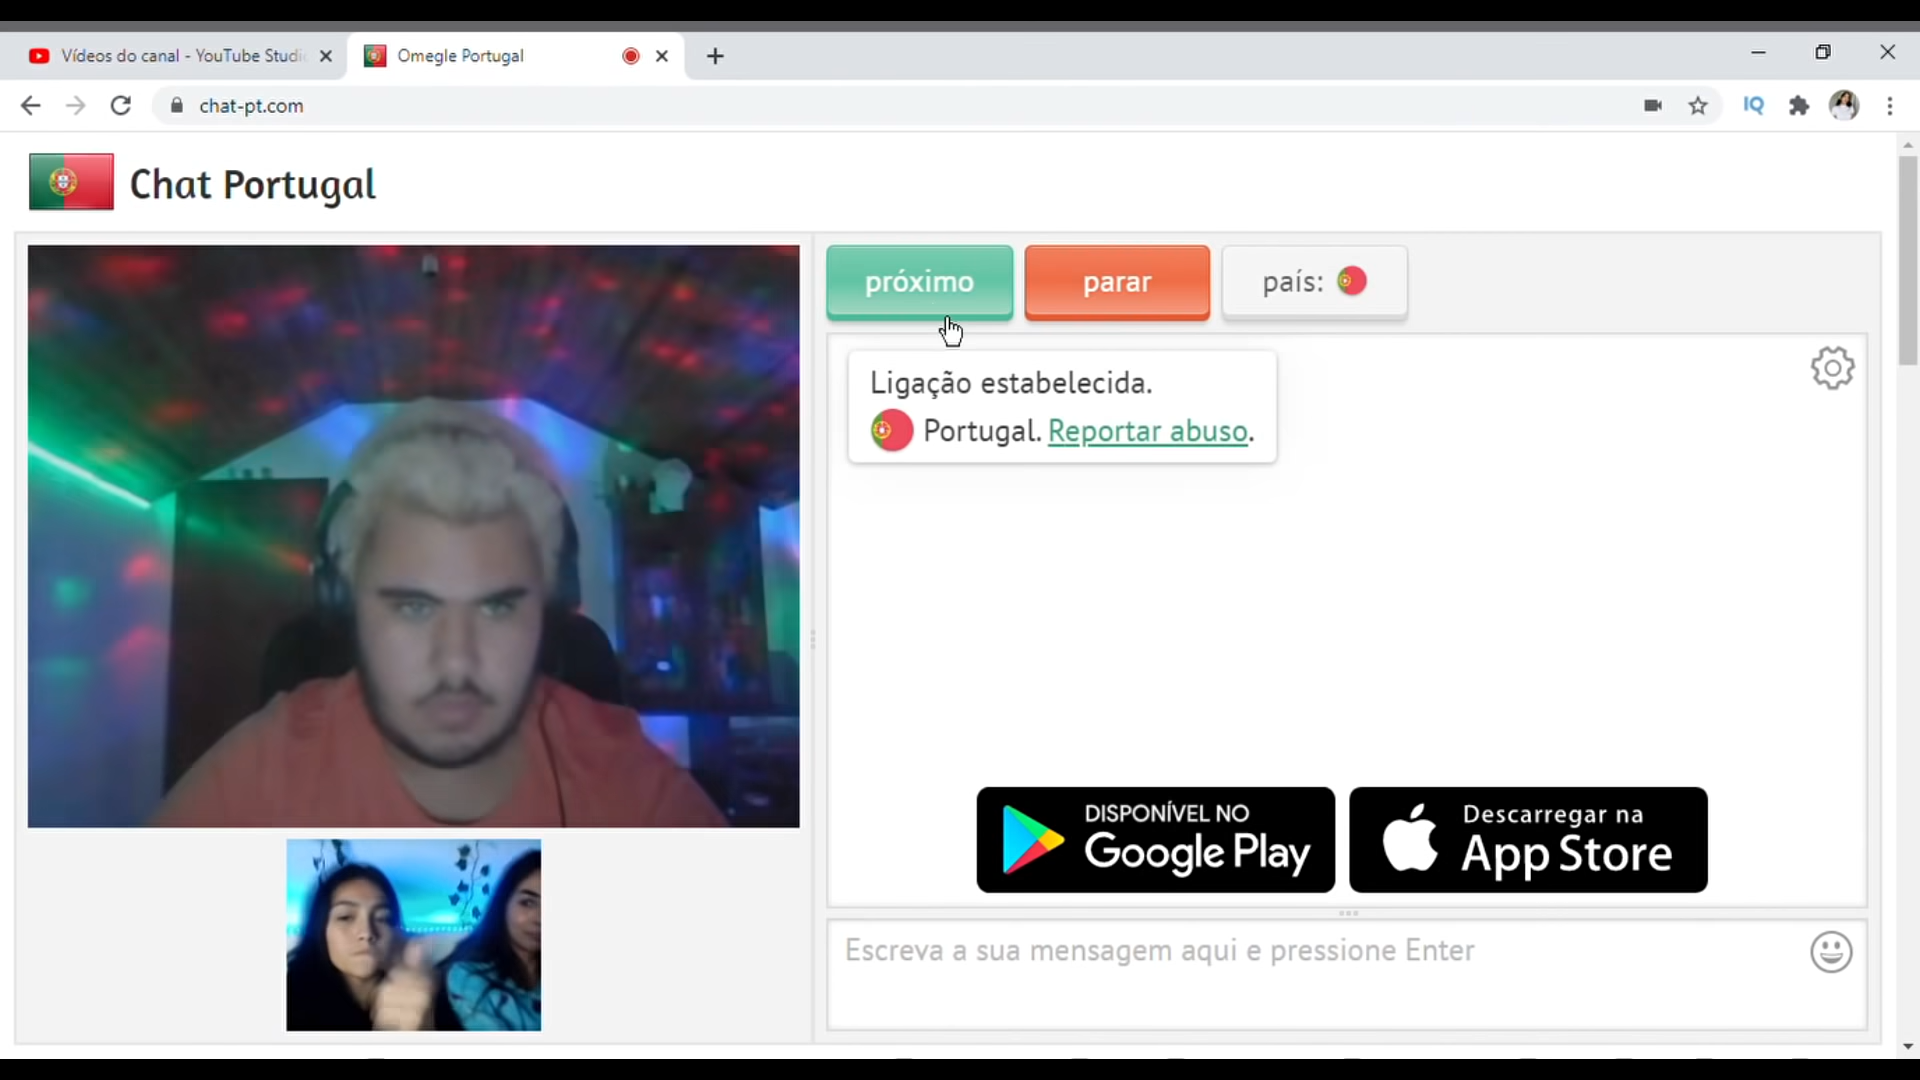 Vídeos do canal - YouTube Studi
Omegle Portugal
chat-pt.com
IQ
Chat Portugal
próximo
parar
país:
Ligação estabelecida.
Portugal. Reportar abuso.
DISPONÍVEL NO
Google Play
Descarregar na
App Store
Escreva a sua mensagem aqui e pressione Enter